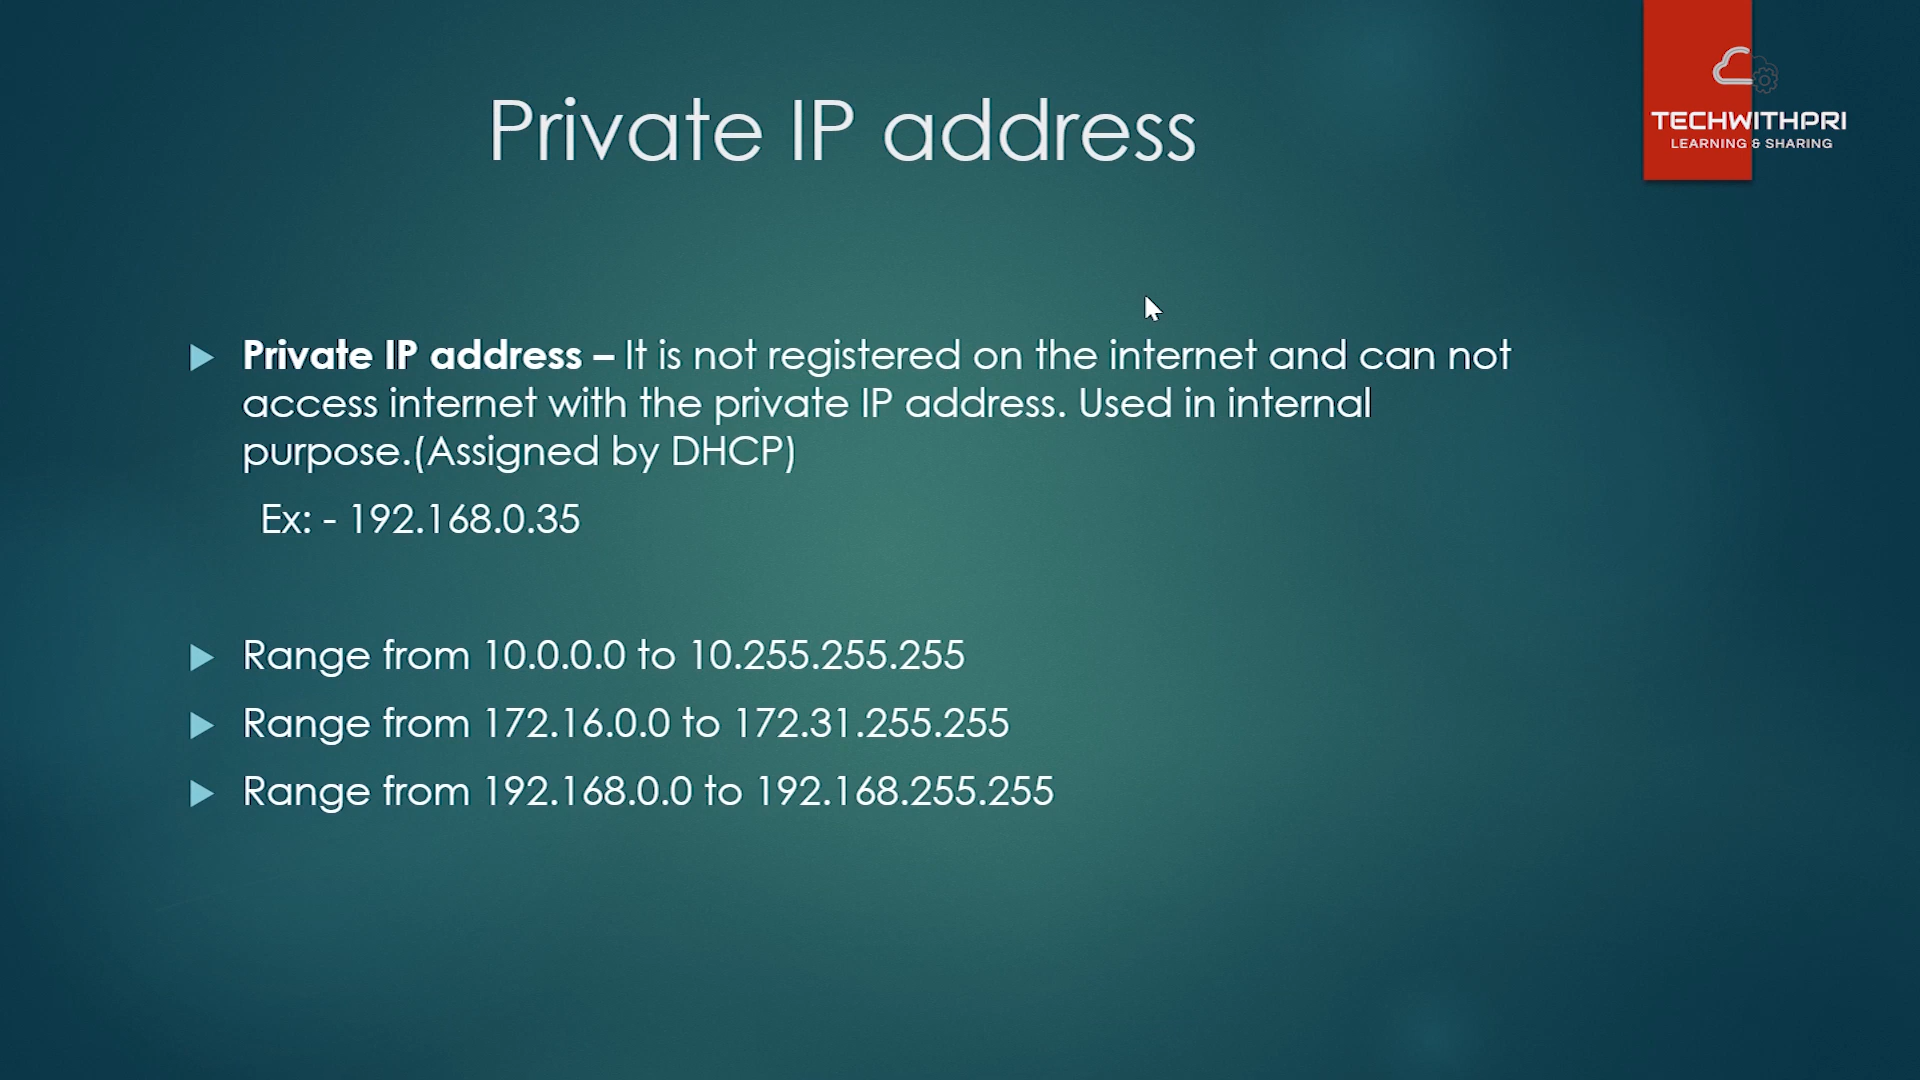 Private IP address
TECHWITHPRI
LEARNING & SHARING
Private IP address – It is not registered on the internet and can not
access internet with the private IP address. Used in internal
purpose.(Assigned by DHCP)
Ex: - 192.168.0.35
Range from 10.0.0.0 to 10.255.255.255
Range from 172.16.0.0 to 172.31.255.255
Range from 192.168.0.0 to 192.168.255.255